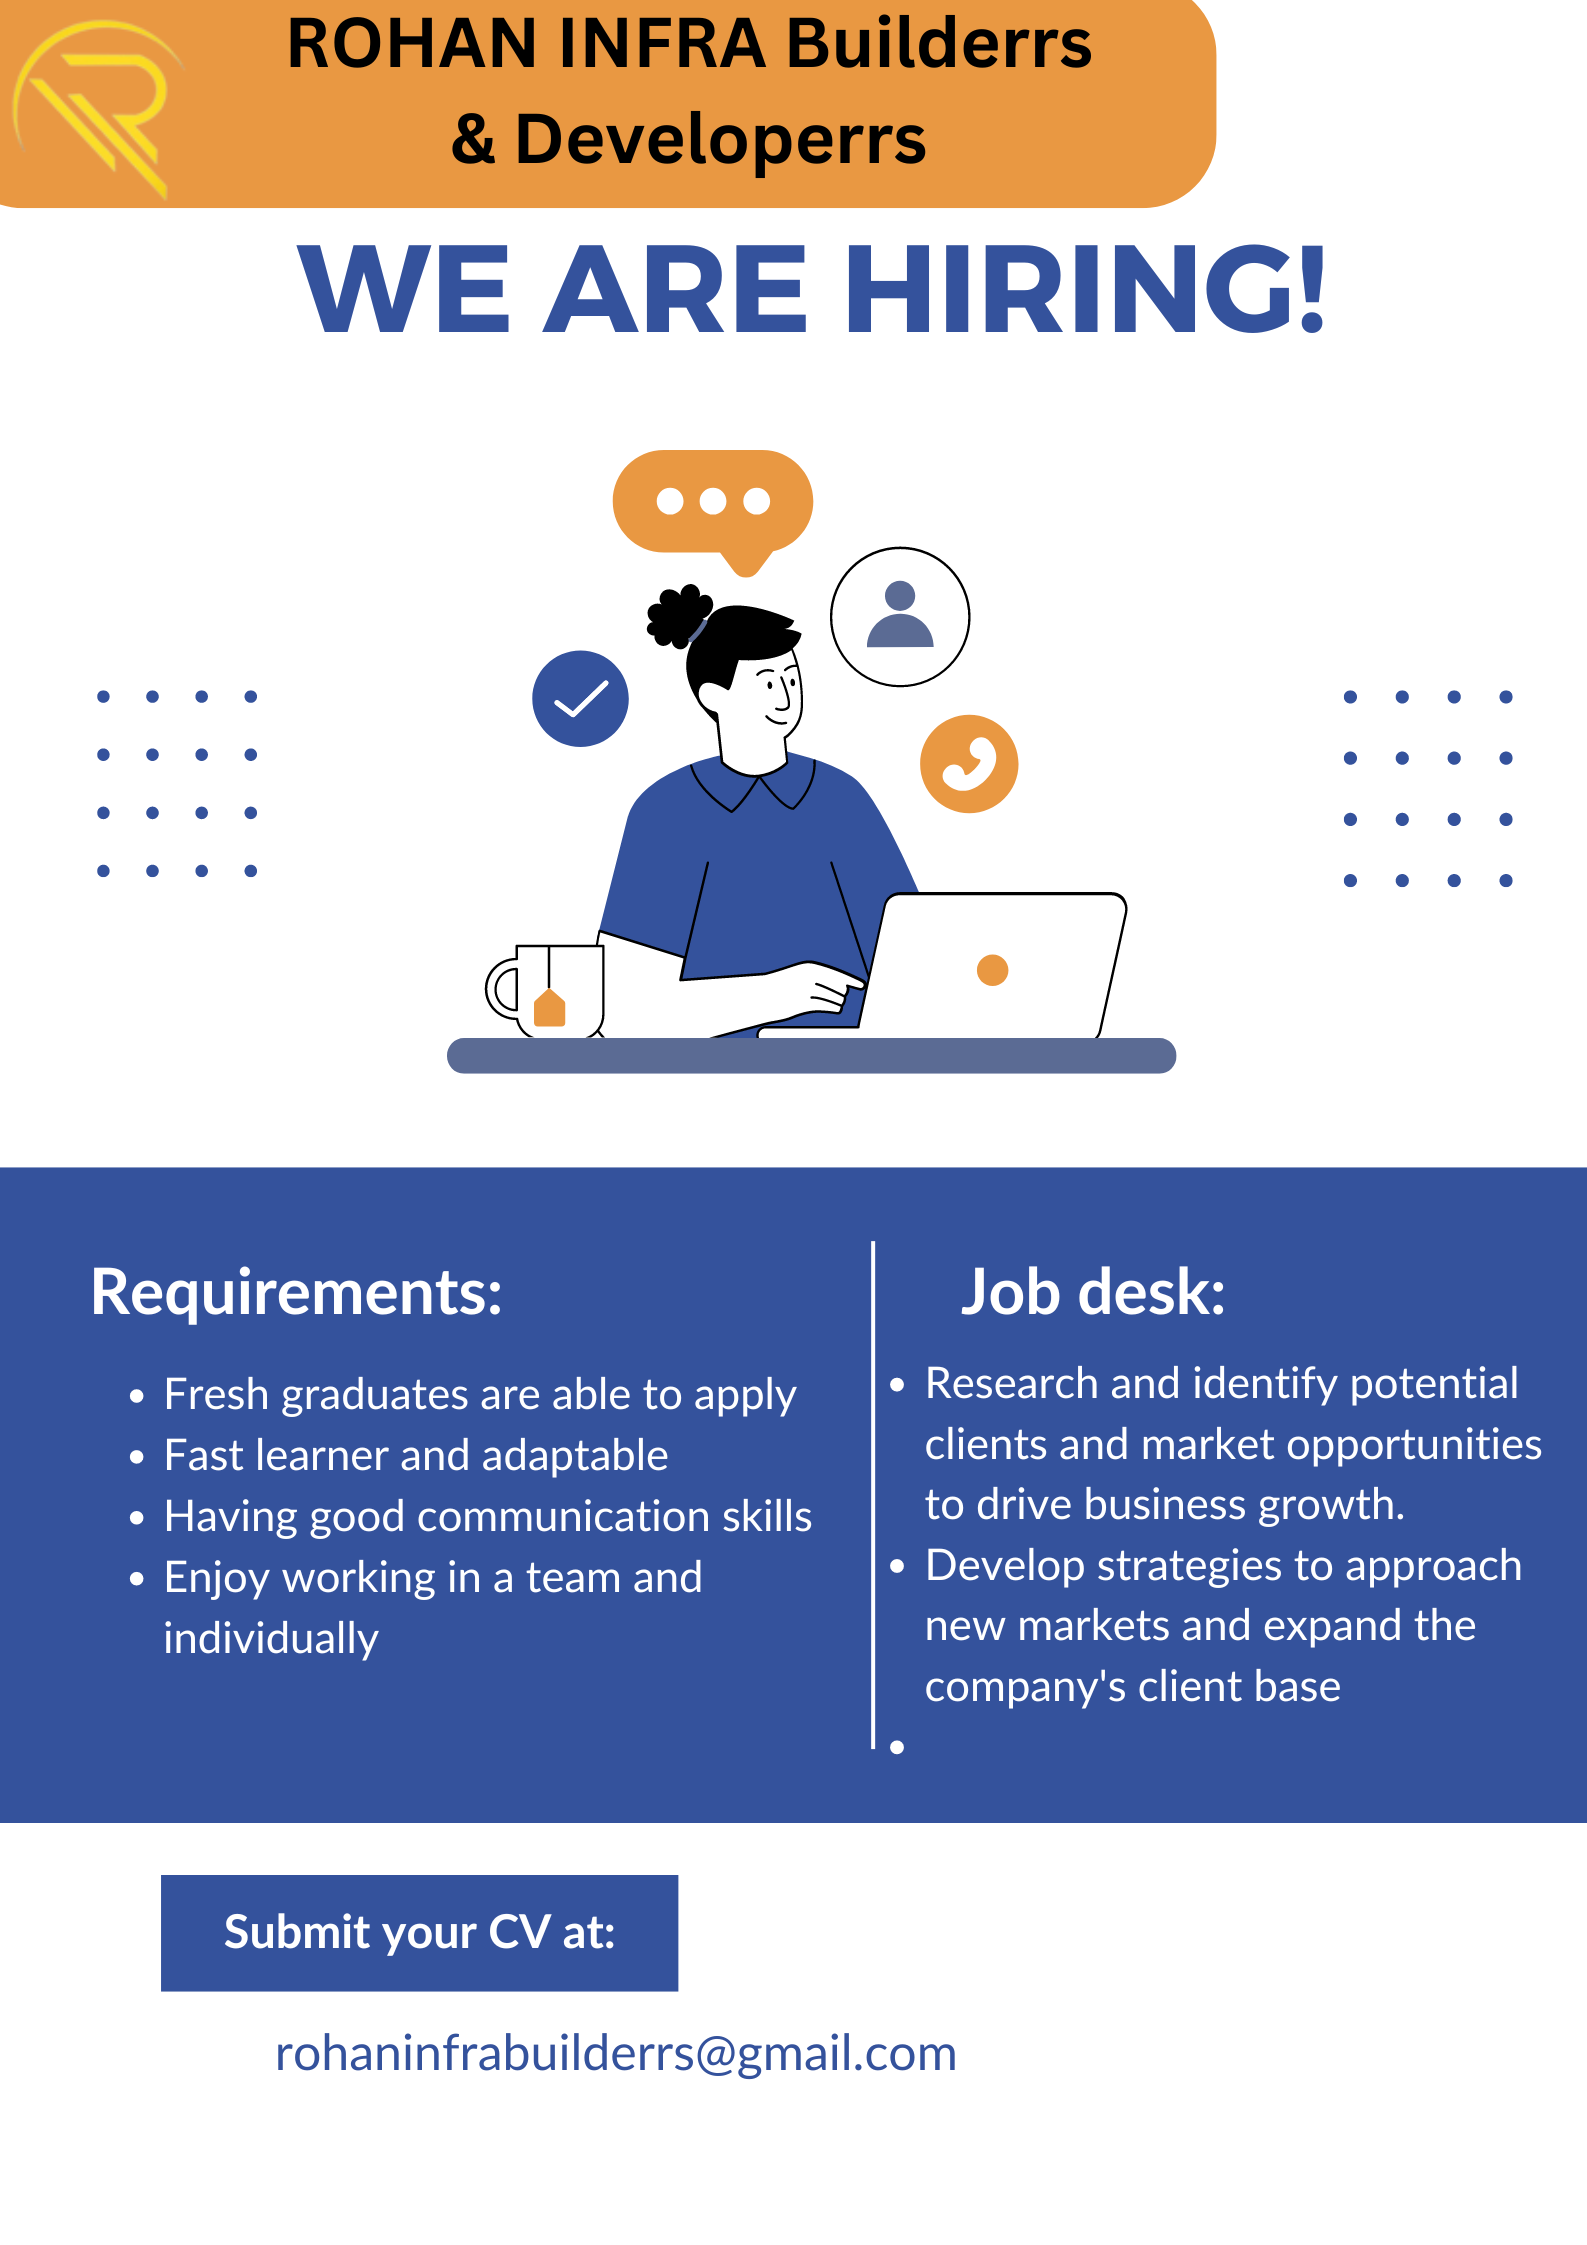 ROHAN INFRA Builderrs
& Developerrs
WE ARE HIRING!
Requirements:
• Fresh graduates are able to apply
• Fast learner and adaptable
• Having good communication skills
• Enjoy working in a team and
individually
Job desk:
• Research and identify potential
clients and market opportunities
to drive business growth.
• Develop strategies to approach
new markets and expand the
company's client base
•
Submit your CV at:
rohaninfrabuilderrs@gmail.com